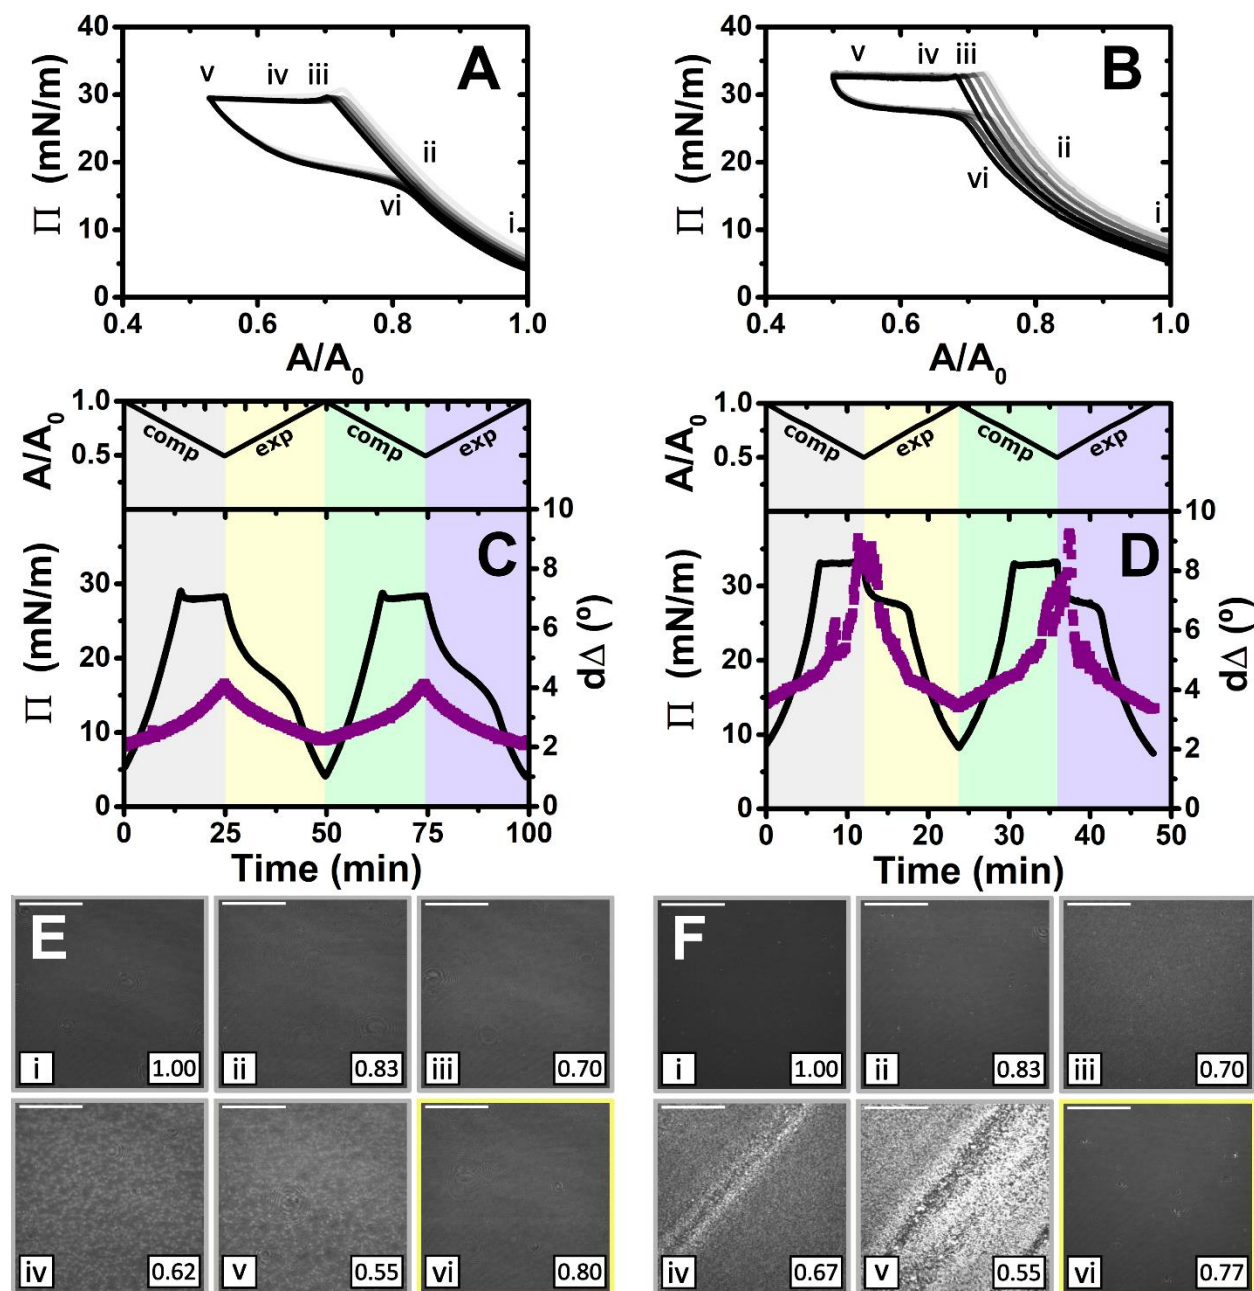 A
Π (mN/m)
40
30
20
10
0
v
iv
iii
ii
vi
i
0.4
0.6
0.8
1.0
A/A0
B
Π (mN/m)
40
30
20
10
0
v
iv
iii
ii
vi
i
0.4
0.6
0.8
1.0
A/A0
A/A0
1.0
0.5
comp
exp
comp
exp
C
Π (mN/m)
30
20
10
0
10
8
6
4
2
0
dΔ (º)
0
25
50
75
100
Time (min)
A/A0
1.0
0.5
comp
exp
comp
exp
D
Π (mN/m)
30
20
10
0
10
8
6
4
2
0
dΔ (º)
0
10
20
30
40
50
Time (min)
E
i 1.00
ii 0.83
iii 0.70
iv 0.62
v 0.55
vi 0.80
F
i 1.00
ii 0.83
iii 0.70
iv 0.67
v 0.55
vi 0.77